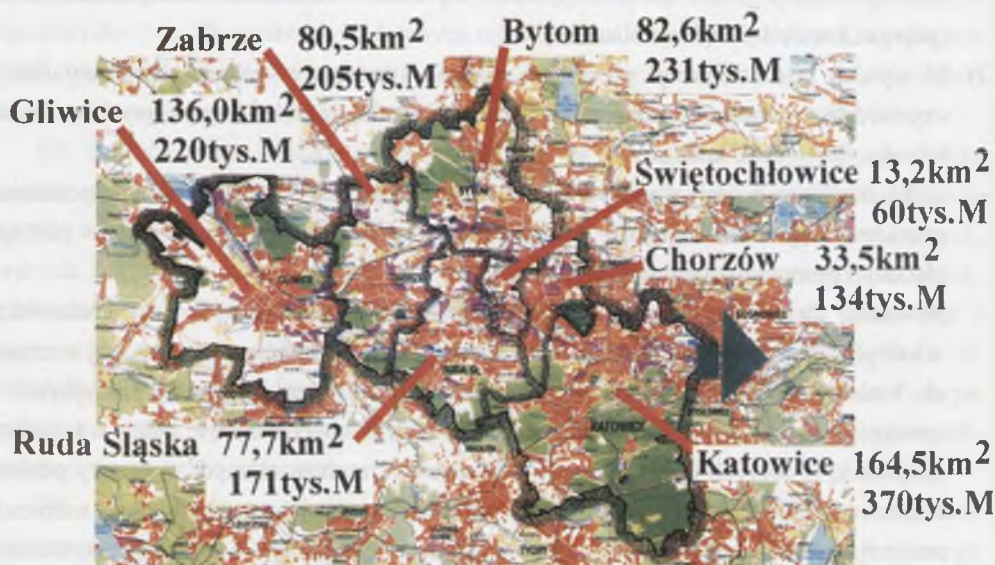 Zabrze 80,5km²
205tys.M
Bytom 82,6km²
231tys.M
Gliwice 136,0km²
220tys.M
Świętochłowice 13,2km²
60tys.M
Chorzów 33,5km²
134tys.M
Ruda Śląska 77,7km²
171tys.M
KATOWICE
Katowice 164,5km²
370tys.M